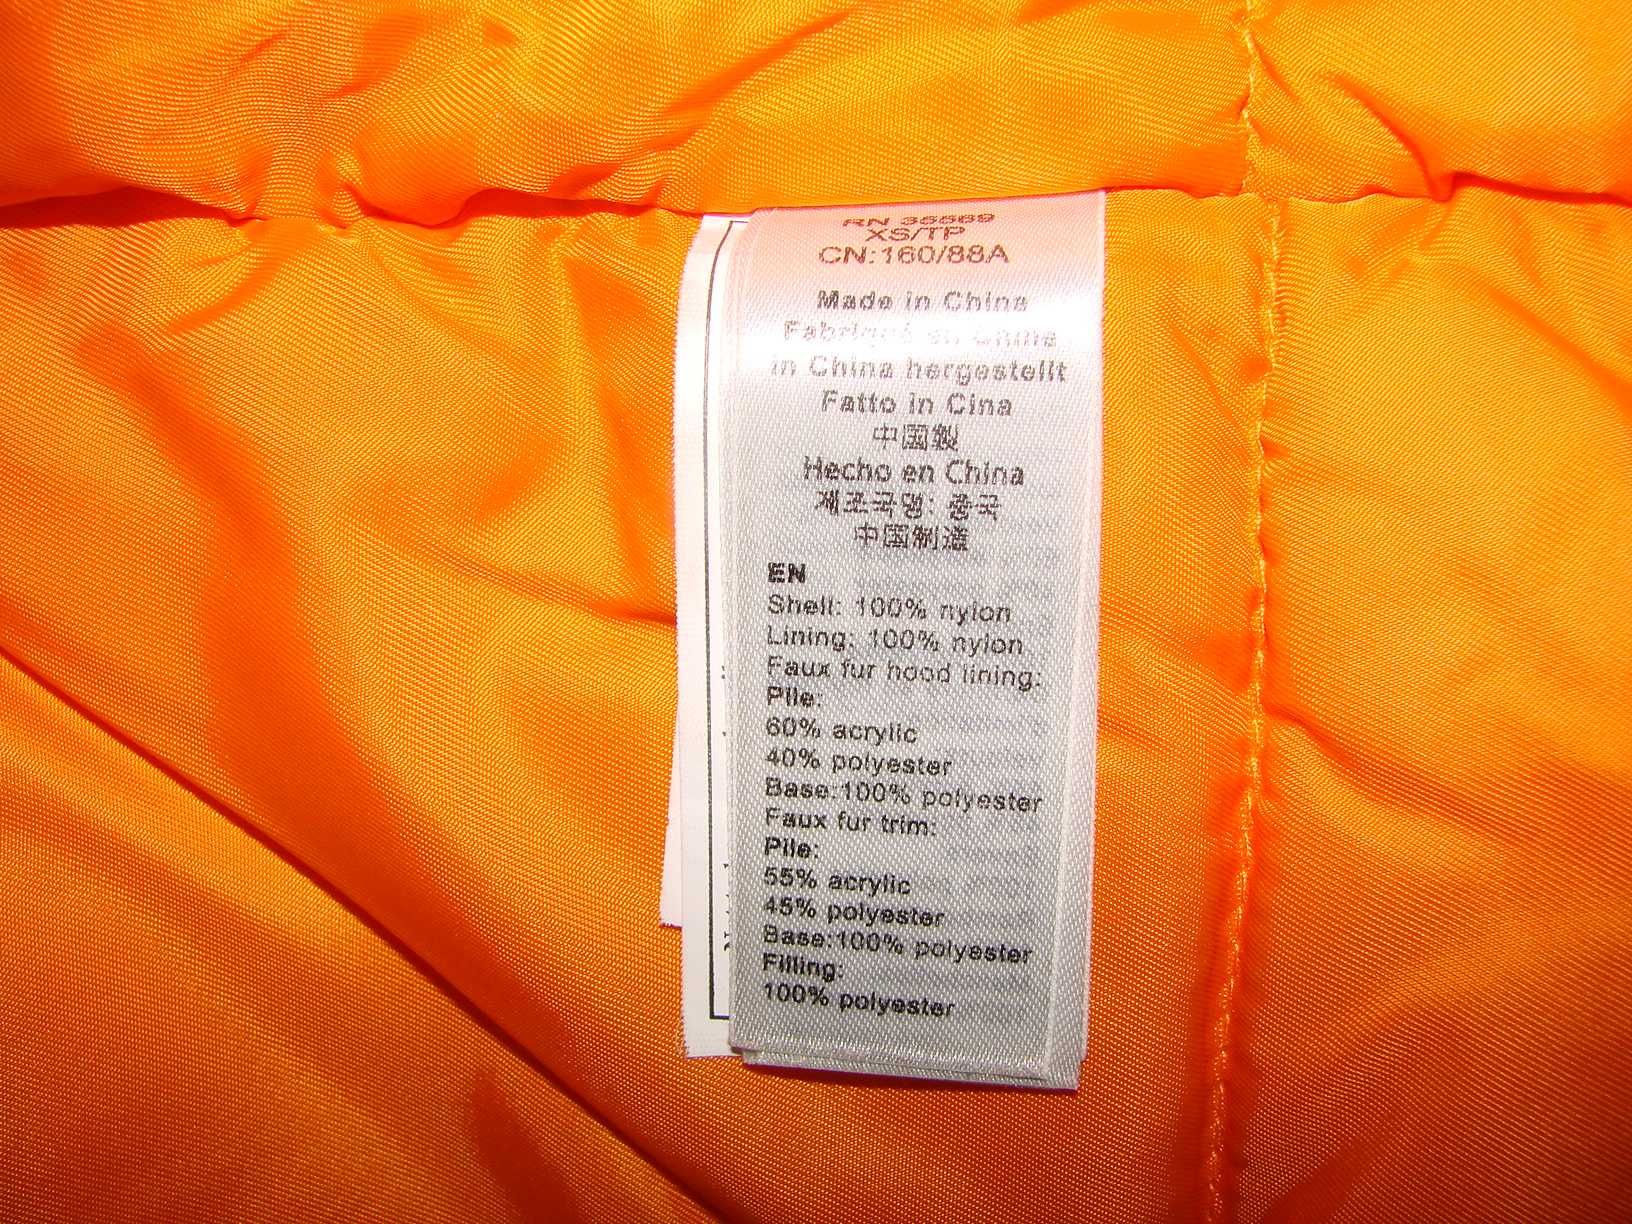 XS/TP
CN:160/88A
Made in China
Fabriqué en Chine
in China hergestellt
Fatto in Cina
中国製
Hecho en China
제조국명: 중국
中国制造
EN
Shell: 100% nylon
Lining: 100% nylon
Faux fur hood lining:
Pile:
60% acrylic
40% polyester
Base:100% polyester
Faux fur trim:
Pile:
55% acrylic
45% polyester
Base:100% polyester
Filling:
100% polyester